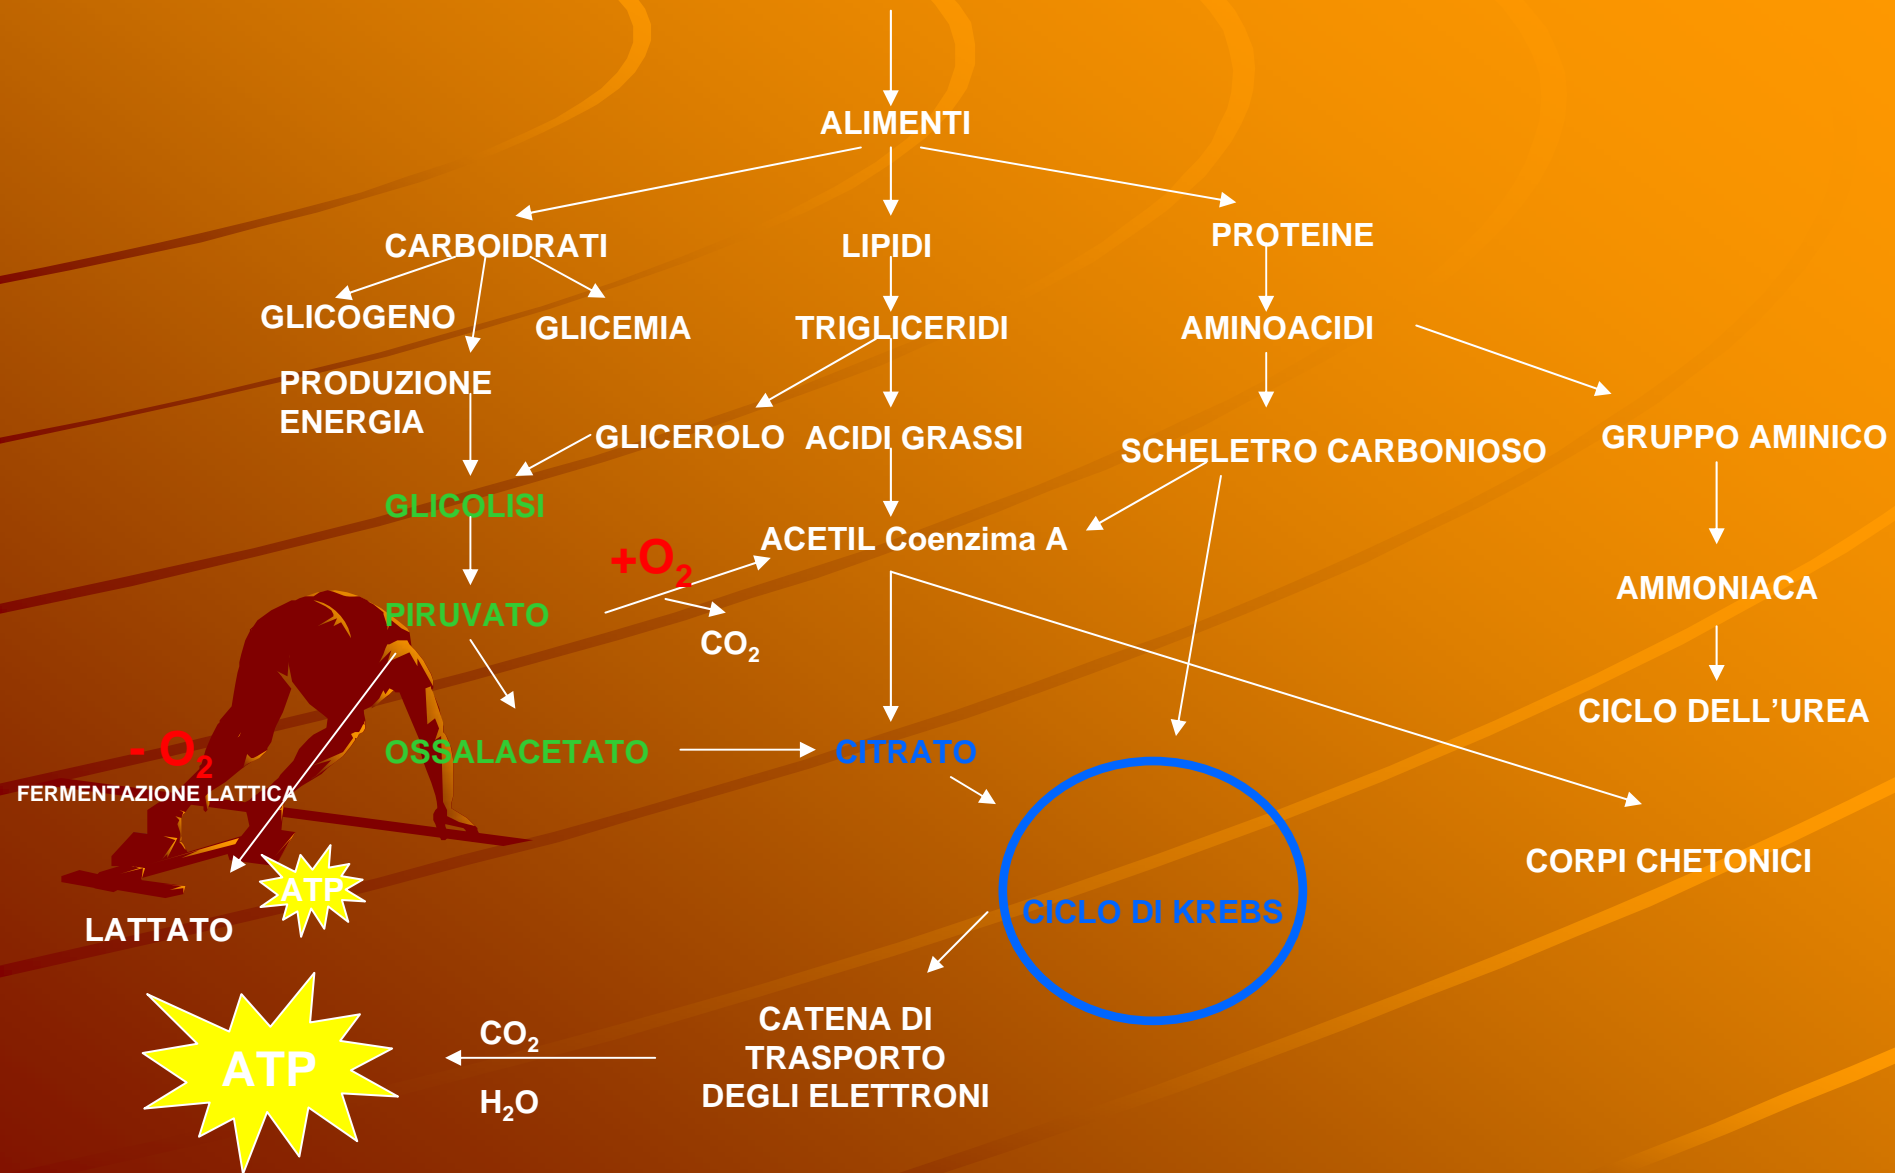 ALIMENTI
CARBOIDRATI
LIPIDI
PROTEINE
GLICOGENO
GLICEMIA
TRIGLICERIDI
AMINOACIDI
PRODUZIONE
ENERGIA
GLICEROLO
ACIDI GRASSI
SCHELETRO CARBONIOSO
GRUPPO AMINICO
GLICOLISI
+O₂
ACETIL Coenzima A
AMMONIACA
PIRUVATO
CO₂
CICLO DELL'UREA
- O₂
FERMENTAZIONE LATTICA
OSSALACETATO
CITRATO
CORPI CHETONICI
ATP
LATTATO
CICLO DI KREBS
CATENA DI
TRASPORTO
DEGLI ELETTRONI
CO₂
H₂O
ATP